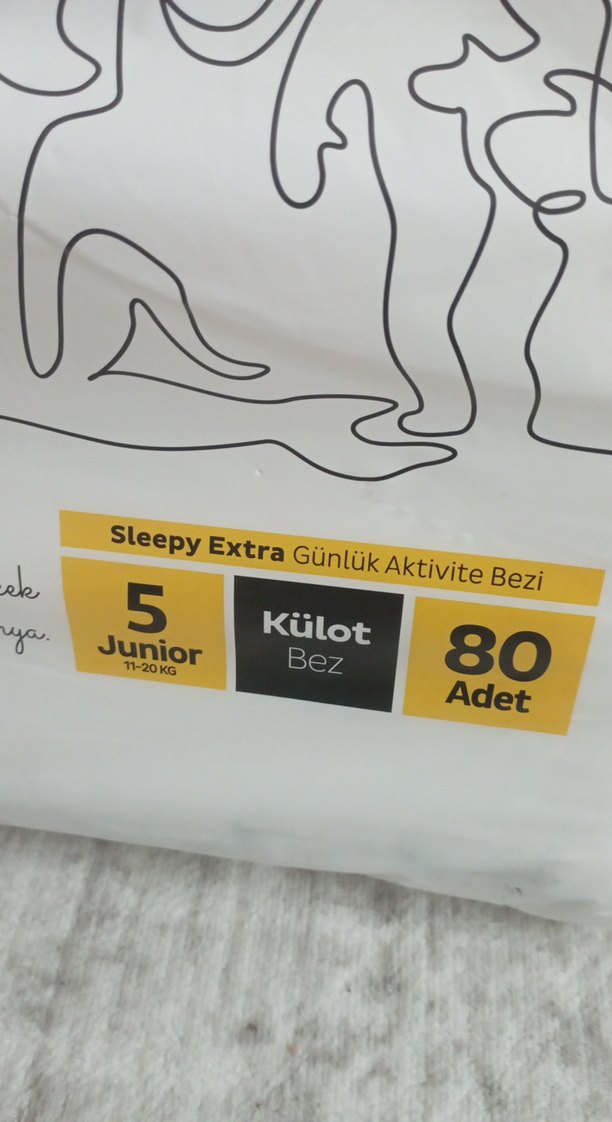 Sleepy Extra Günlük Aktivite Bezi
5
Junior
11-20 KG
Külot
Bez
80
Adet